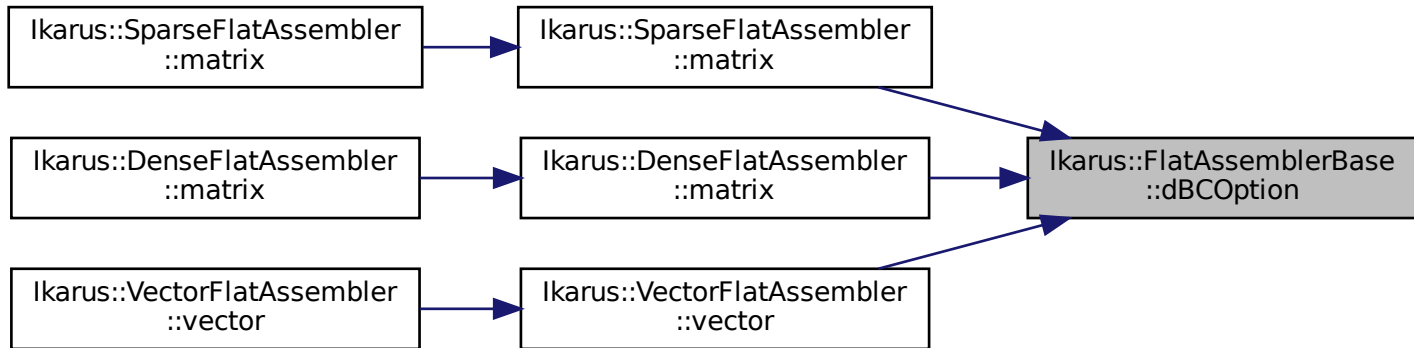 Ikarus::SparseFlatAssembler
::matrix
Ikarus::SparseFlatAssembler
::matrix
Ikarus::DenseFlatAssembler
::matrix
Ikarus::DenseFlatAssembler
::matrix
Ikarus::FlatAssemblerBase
::dBCOption
Ikarus::VectorFlatAssembler
::vector
Ikarus::VectorFlatAssembler
::vector